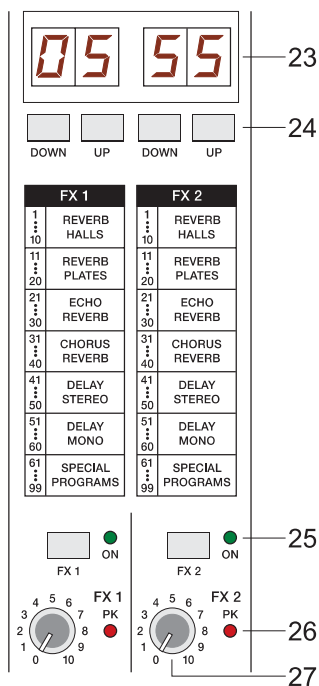 05 55
23
24
DOWN UP DOWN UP
FX 1 FX 2
1 10 REVERB HALLS 1 10 REVERB HALLS
11 20 REVERB PLATES 11 20 REVERB PLATES
21 30 ECHO REVERB 21 30 ECHO REVERB
31 40 CHORUS REVERB 31 40 CHORUS REVERB
41 50 DELAY STEREO 41 50 DELAY STEREO
51 60 DELAY MONO 51 60 DELAY MONO
61 99 SPECIAL PROGRAMS 61 99 SPECIAL PROGRAMS
ON ON
25
FX 1 FX 2
FX 1 FX 2
PK PK
26
0 1 2 3 4 5 6 7 8 9 10
0 1 2 3 4 5 6 7 8 9 10
27